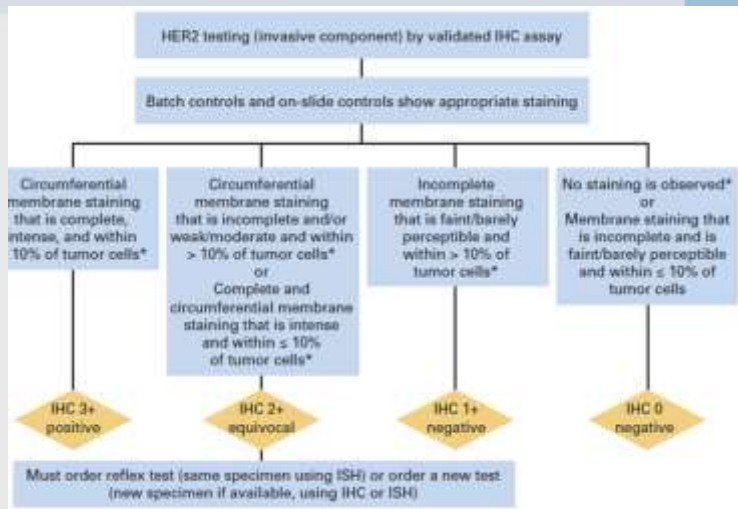 HER2 testing (invasive component) by validated IHC assay
Batch controls and on-slide controls show appropriate staining
Circumferential
membrane staining
that is complete,
intense, and within
10% of tumor cells*
Circumferential
membrane staining
that is incomplete and/or
weak/moderate and within
> 10% of tumor cells*
or
Complete and
circumferential membrane
staining that is intense
and within ≤ 10%
of tumor cells*
Incomplete
membrane staining
that is faint/barely
perceptible and
within > 10% of
tumor cells*
No staining is observed*
or
Membrane staining that
is incomplete and is
faint/barely perceptible
and within ≤ 10% of
tumor cells
IHC 3+
positive
IHC 2+
equivocal
IHC 1+
negative
IHC 0
negative
Must order reflex test (same specimen using ISH) or order a new test
(new specimen if available, using IHC or ISH)